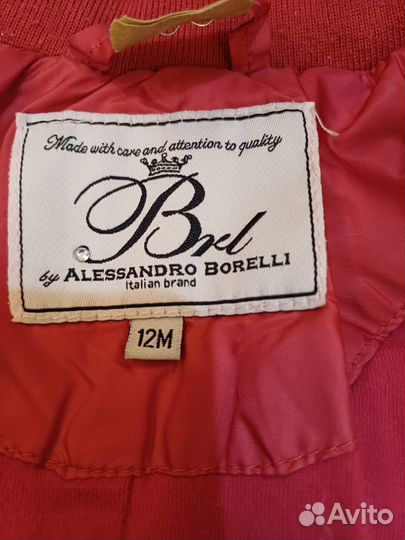 Made with care and attention to quality
Brl
by ALESSANDRO BORELLI
Italian brand
12M
Avito